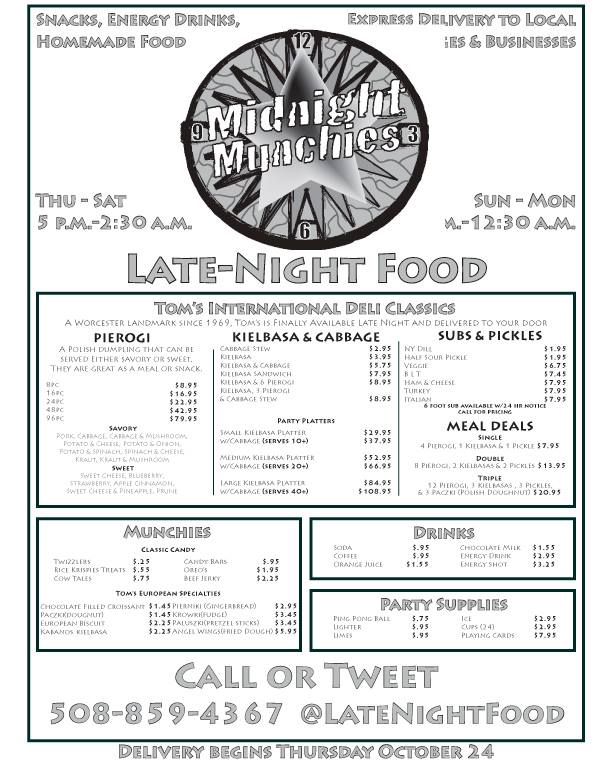 Snacks, Energy Drinks,
Homemade Food
Express Delivery to Local
es & Businesses
12
9
3
6
Midnight
Munchies
Thu - Sat
5 p.m.-2:30 a.m.
Sun - Mon
m.-12:30 a.m.
Late-Night Food
Tom's International Deli Classics
A Worcester landmark since 1969, Tom's is Finally Available Late Night and delivered to your door
PIEROGI
A Polish dumpling that can be
served either savory or sweet.
They are great as a meal or snack.
8pc $8.95
16pc $16.95
24pc $22.95
48pc $42.95
96pc $79.95
Savory
Pork, Cabbage, Cabbage & Mushroom,
Potato & Cheese, Potato & Onion,
Potato & Spinach, Spinach & Cheese,
Kraut, Kraut & Mushroom
Sweet
Sweet Cheese, Blueberry,
Strawberry, Apple Cinnamon,
Sweet Cheese & Pineapple, Prune
KIELBASA & CABBAGE
Cabbage Stew $2.95
Kielbasa $3.95
Kielbasa & Cabbage $5.75
Kielbasa Sandwich $7.95
Kielbasa & 6 Pierogi $8.95
Kielbasa, 3 Pierogi
& Cabbage Stew $8.95
Party Platters
Small Kielbasa Platter $29.95
w/Cabbage (serves 10+) $37.95
Medium Kielbasa Platter $52.95
w/Cabbage (serves 20+) $66.95
Large Kielbasa Platter $84.95
w/Cabbage (serves 40+) $108.95
SUBS & PICKLES
NY Dill $1.95
Half Sour Pickle $1.95
Veggie $6.75
B L T $7.45
Ham & Cheese $7.95
Turkey $7.95
Italian $7.95
6 foot sub available w/24 hr notice
call for pricing
MEAL DEALS
Single
4 Pierogi, 1 Kielbasa & 1 Pickle $7.95
Double
8 Pierogi, 2 Kielbasas & 2 Pickles $13.95
Triple
12 Pierogi, 3 Kielbasas , 3 Pickles,
& 3 Paczki (Polish Doughnut) $20.95
Munchies
Classic Candy
Twizzlers $.25
Rice Krispies Treats $.55
Cow Tales $.75
Candy Bars $.95
Oreo's $1.95
Beef Jerky $2.25
Tom's European Specialties
Chocolate Filled Croissant $1.45
Paczki(doughnut) $1.45
European Biscuit $2.25
Kabanos kielbasa $2.25
Pierniki (Gingerbread) $2.95
Krowki(Fudge) $3.45
Paluszki(pretzel sticks) $3.45
Angel Wings(Fried Dough) $5.95
Drinks
Soda $.95
Coffee $.95
Orange Juice $1.55
Chocolate Milk $1.55
Energy Drink $2.95
Energy Shot $3.25
Party Supplies
Ping Pong Ball $.75
Lighter $.95
Limes $.95
Ice $2.95
Cups (24) $2.95
Playing Cards $7.95
Call or Tweet
508-859-4367 @LateNightFood
Delivery begins Thursday October 24